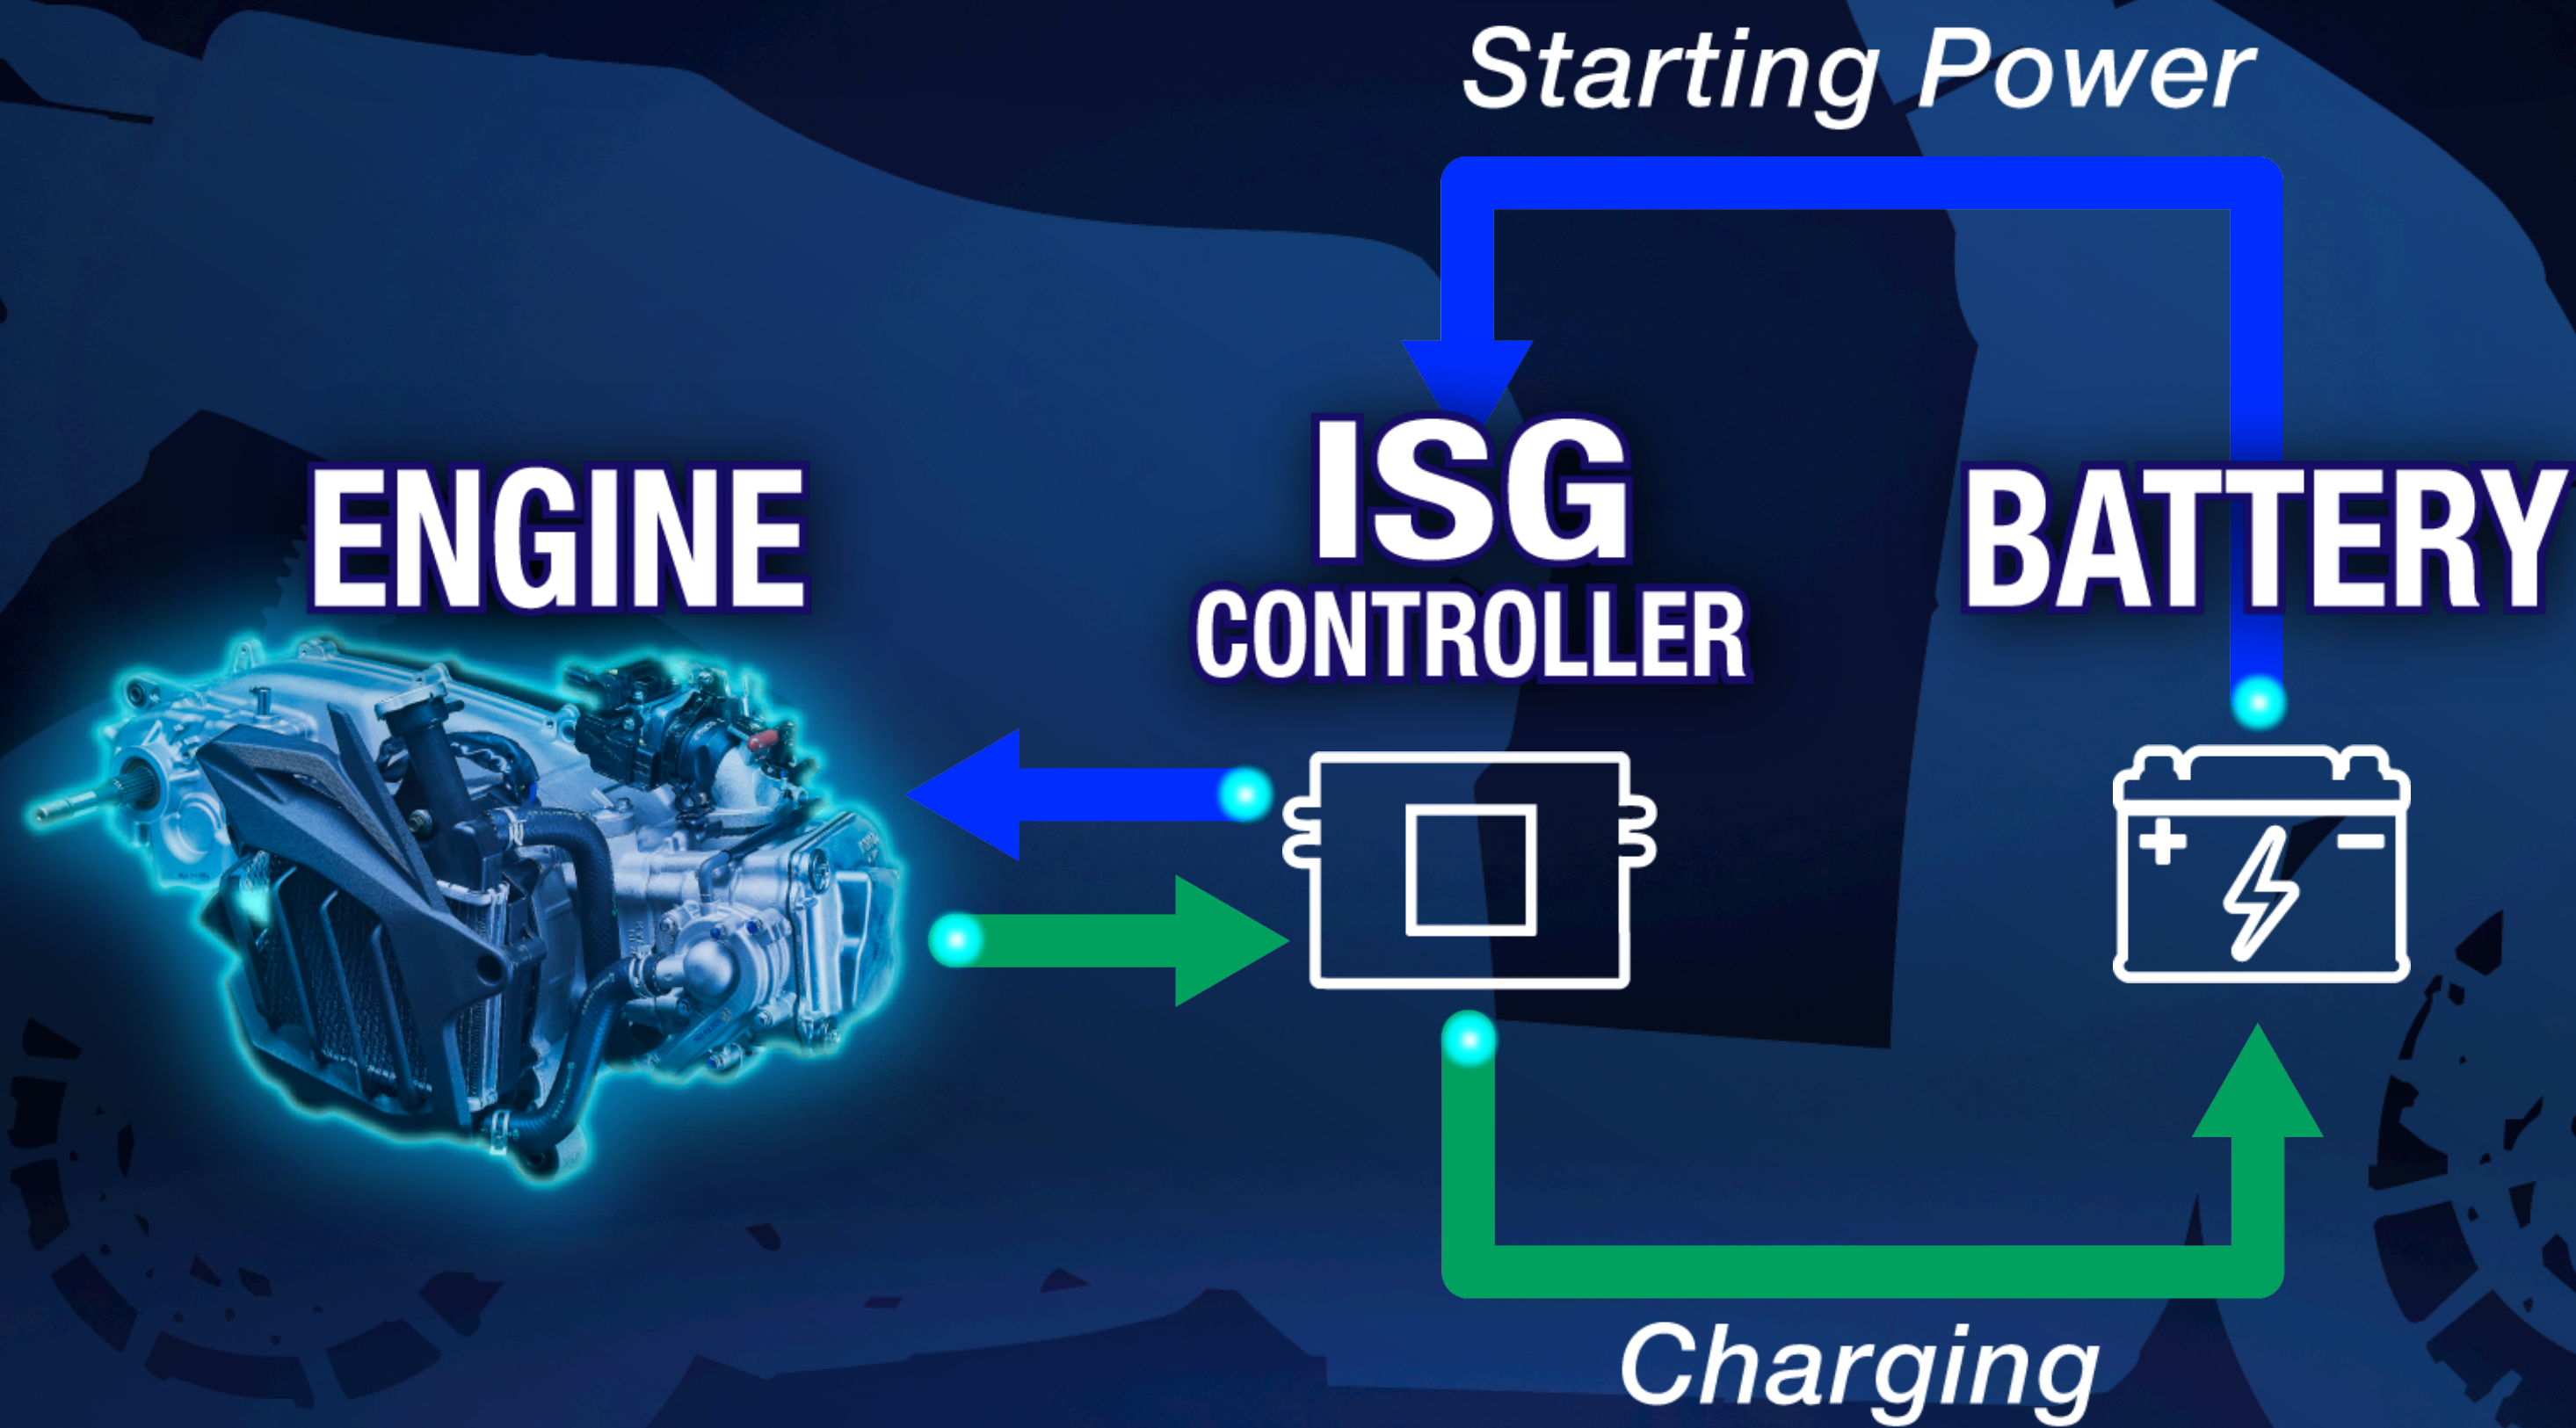 Starting Power
ENGINE
ISG
CONTROLLER
BATTERY
Charging